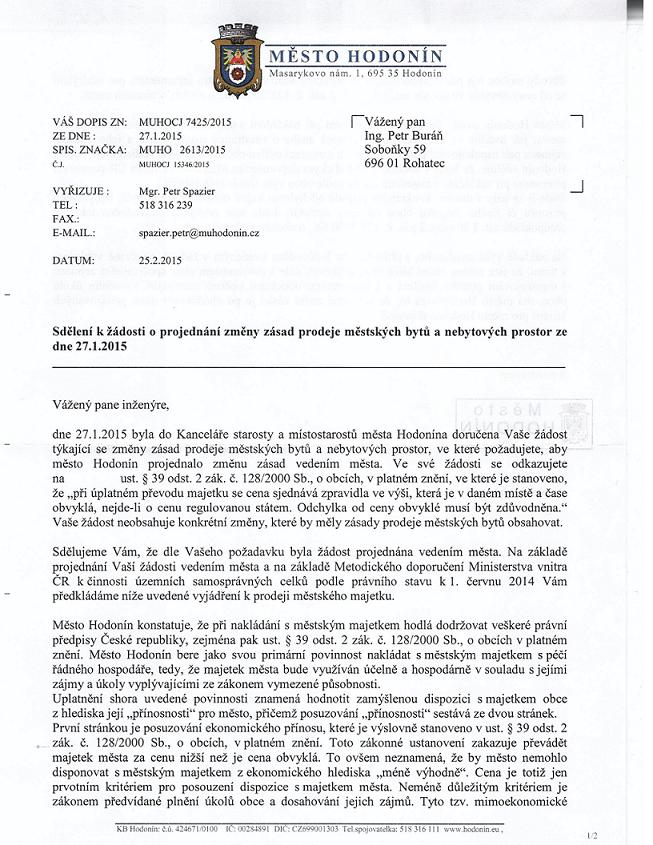 MĚSTO HODONÍN
Masarykovo nám. 1, 695 35 Hodonín
VÁŠ DOPIS ZN: MUHOCJ 7425/2015
ZE DNE : 27.1.2015
SPIS. ZNAČKA: MUHO 2613/2015
Č.J. MUHOCJ 15346/2015
VYŘIZUJE : Mgr. Petr Spazier
TEL : 518 316 239
FAX.:
E-MAIL.: spazier.petr@muhodonin.cz
DATUM: 25.2.2015
Vážený pan
Ing. Petr Buráň
Soboňky 59
696 01 Rohatec
Sdělení k žádosti o projednání změny zásad prodeje městských bytů a nebytových prostor ze
dne 27.1.2015
Vážený pane inženýre,
Město
HODONÍN
dne 27.1.2015 byla do Kanceláře starosty a místostarostů města Hodonína doručena Vaše žádost
týkající se změny zásad prodeje městských bytů a nebytových prostor, ve které požadujete, aby
město Hodonín projednalo změnu zásad vedením města. Ve své žádosti se odkazujete
na ust. § 39 odst. 2 zák. č. 128/2000 Sb., o obcích, v platném znění, ve které je stanoveno,
že „při úplatném převodu majetku se cena sjednává zpravidla ve výši, která je v daném místě a čase
obvyklá, nejde-li o cenu regulovanou státem. Odchylka od ceny obvyklé musí být zdůvodněna.“
Vaše žádost neobsahuje konkrétní změny, které by měly zásady prodeje městských bytů obsahovat.
Sdělujeme Vám, že dle Vašeho požadavku byla žádost projednána vedením města. Na základě
projednání Vaší žádosti vedením města a na základě Metodického doporučení Ministerstva vnitra
ČR k činnosti územních samosprávných celků podle právního stavu k 1. červnu 2014 Vám
předkládáme níže uvedené vyjádření k prodeji městského majetku.
Město Hodonín konstatuje, že při nakládání s městským majetkem hodlá dodržovat veškeré právní
předpisy České republiky, zejména pak ust. § 39 odst. 2 zák. č. 128/2000 Sb., o obcích v platném
znění. Město Hodonín bere jako svou primární povinnost nakládat s městským majetkem s péčí
řádného hospodáře, tedy, že majetek města bude využíván účelně a hospodárně v souladu s jejími
zájmy a úkoly vyplývajícími ze zákonem vymezené působnosti.
Uplatnění shora uvedené povinnosti znamená hodnotit zamýšlenou dispozici s majetkem obce
z hlediska její „přínosnosti“ pro město, přičemž posuzování „přínosnosti“ sestává ze dvou stránek.
První stránkou je posuzování ekonomického přínosu, které je výslovně stanoveno v ust. § 39 odst. 2
zák. č. 128/2000 Sb., o obcích, v platném znění. Toto zákonné ustanovení zakazuje převádět
majetek města za cenu nižší než je cena obvyklá. To ovšem neznamená, že by město nemohlo
disponovat s městským majetkem z ekonomického hlediska „méně výhodně“. Cena je totiž jen
prvotním kritériem pro posouzení dispozice s majetkem města. Neméně důležitým kritériem je
zákonem předvídané plnění úkolů obce a dosahování jejich zájmů. Tyto tzv. mimoekonomické
KB Hodonín: č.ú. 424671/0100 IČ: 00284891 DIČ: CZ699001303 Tel.spojovatelka: 518 316 111 www.hodonin.eu ,
1/2